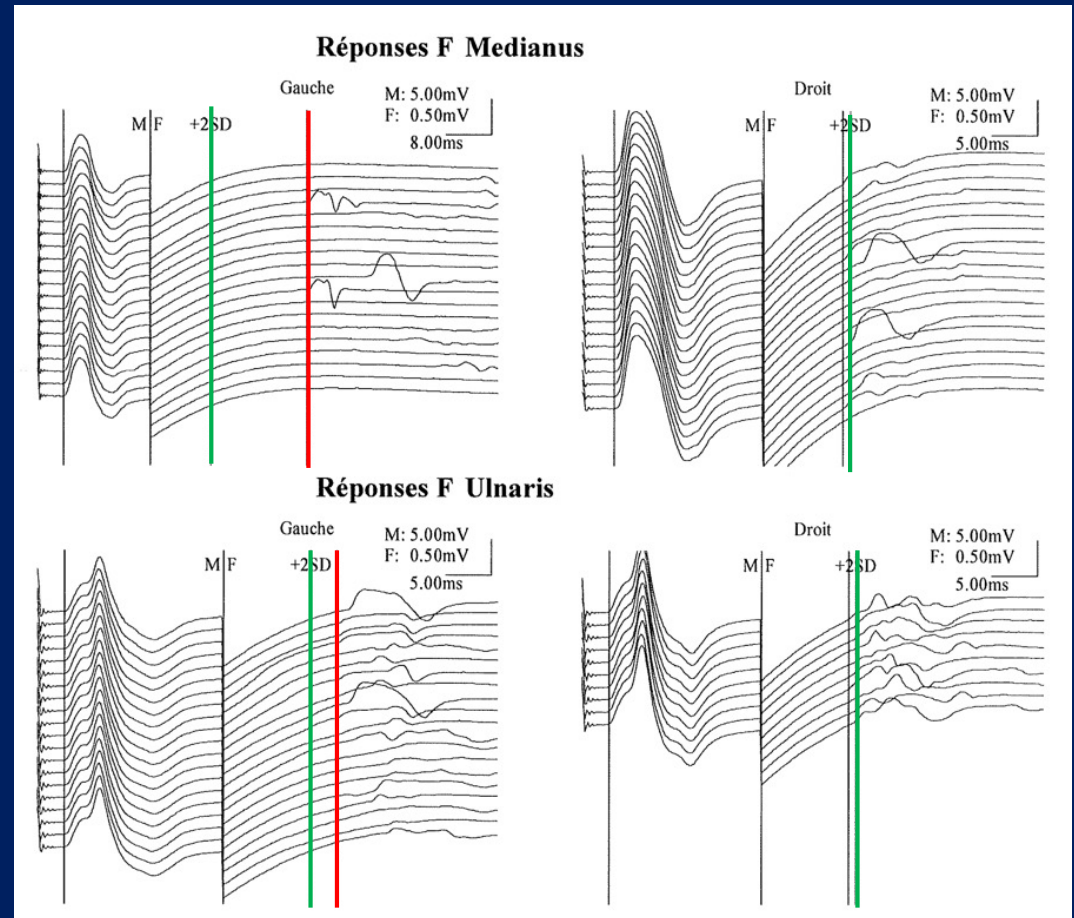 Réponses F Medianus
Gauche
M: 5.00mV
F: 0.50mV
8.00ms
M F +2SD
Droit
M: 5.00mV
F: 0.50mV
5.00ms
M F +2SD
Réponses F Ulnaris
Gauche
M: 5.00mV
F: 0.50mV
5.00ms
M F +2SD
Droit
M: 5.00mV
F: 0.50mV
5.00ms
M F +2SD